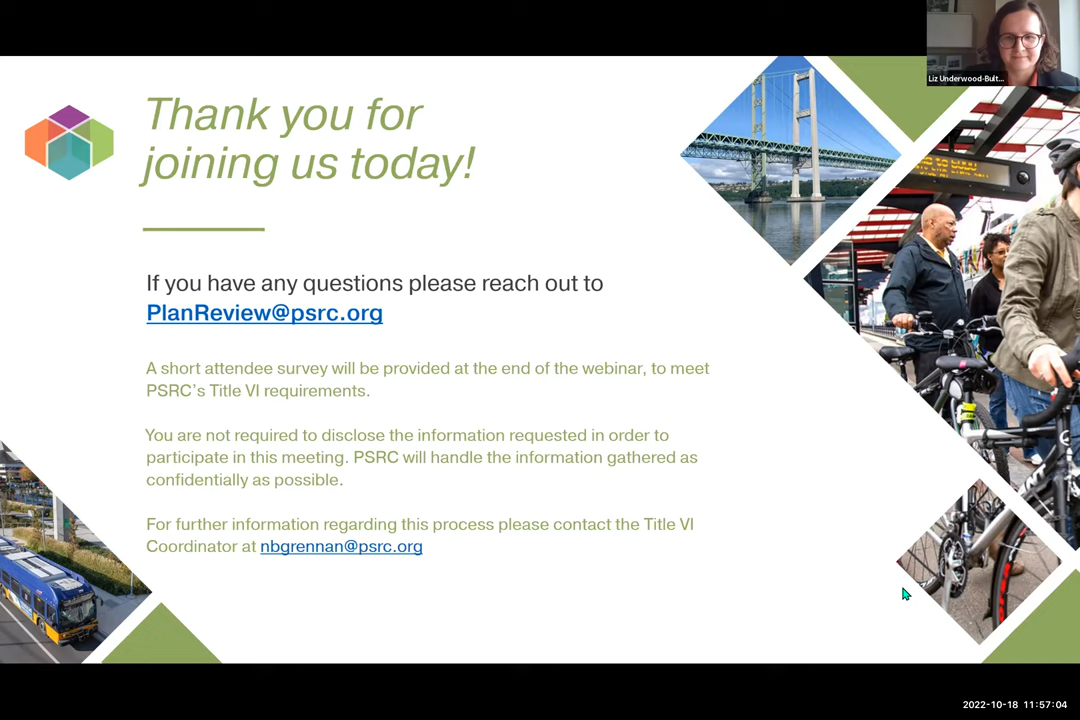 Liz Underwood-Bult...
Thank you for
joining us today!
If you have any questions please reach out to
PlanReview@psrc.org
A short attendee survey will be provided at the end of the webinar, to meet
PSRC's Title VI requirements.
You are not required to disclose the information requested in order to
participate in this meeting. PSRC will handle the information gathered as
confidentially as possible.
For further information regarding this process please contact the Title VI
Coordinator at nbgrennan@psrc.org
2022-10-18 11:57:04